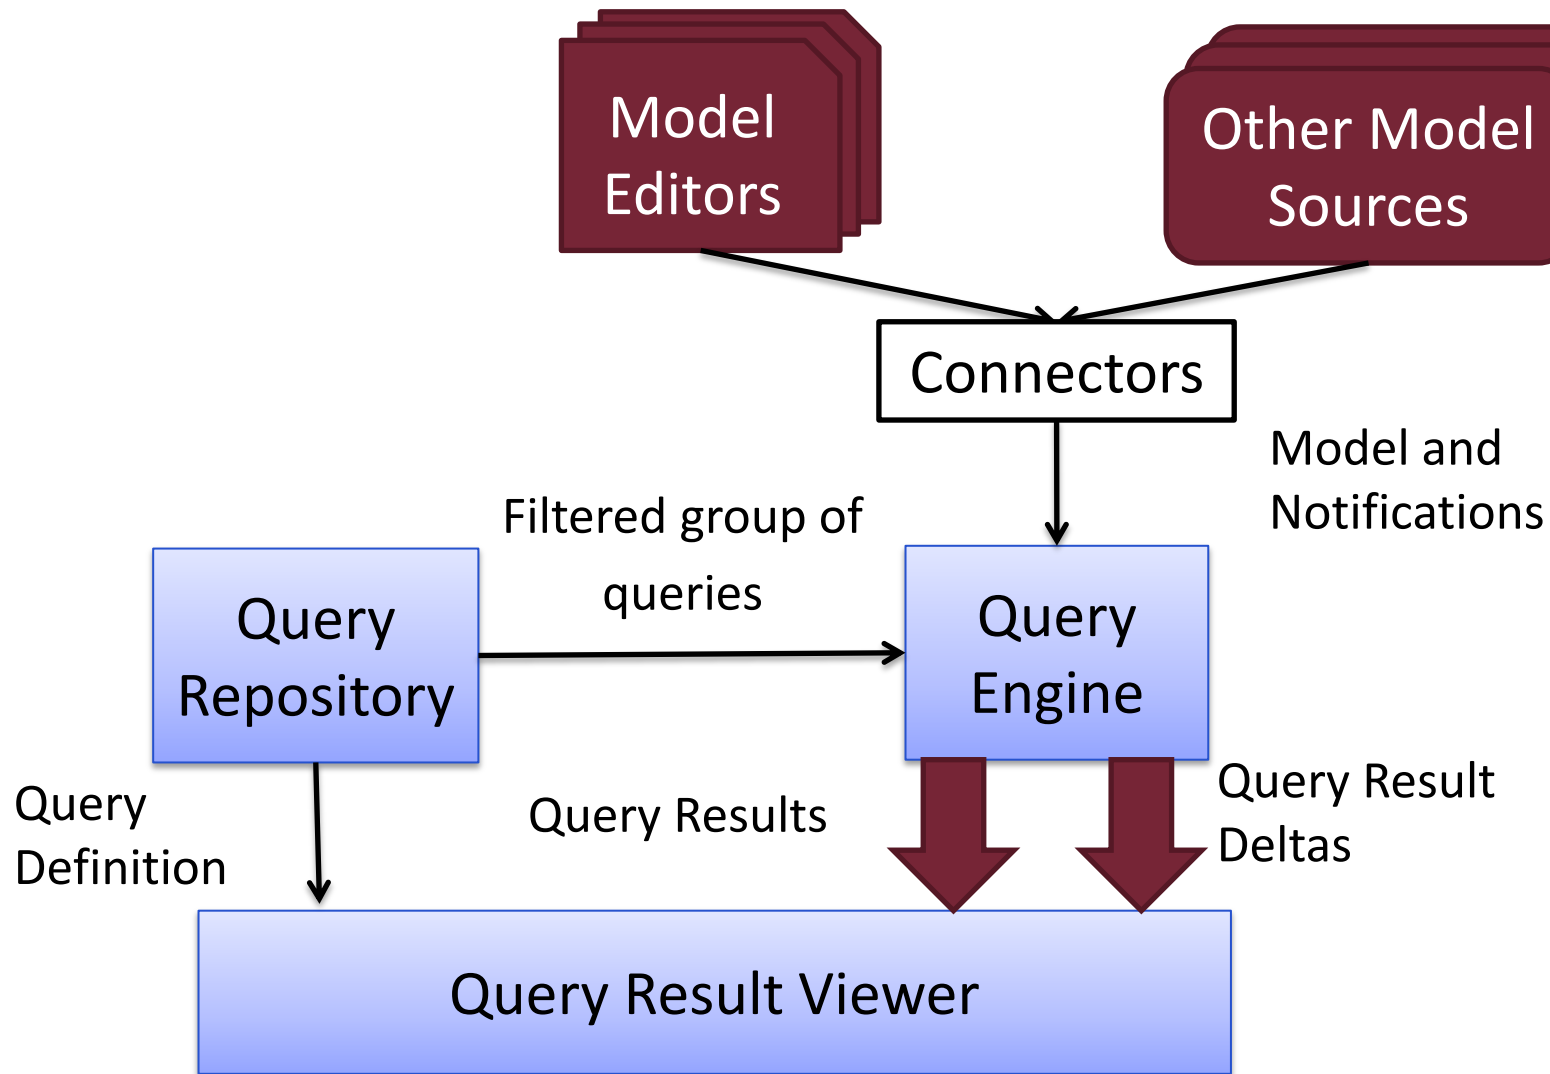 Model
Editors
Other Model
Sources
Connectors
Model and
Notifications
Filtered group of
queries
Query
Repository
Query
Engine
Query
Definition
Query Results
Query Result
Deltas
Query Result Viewer